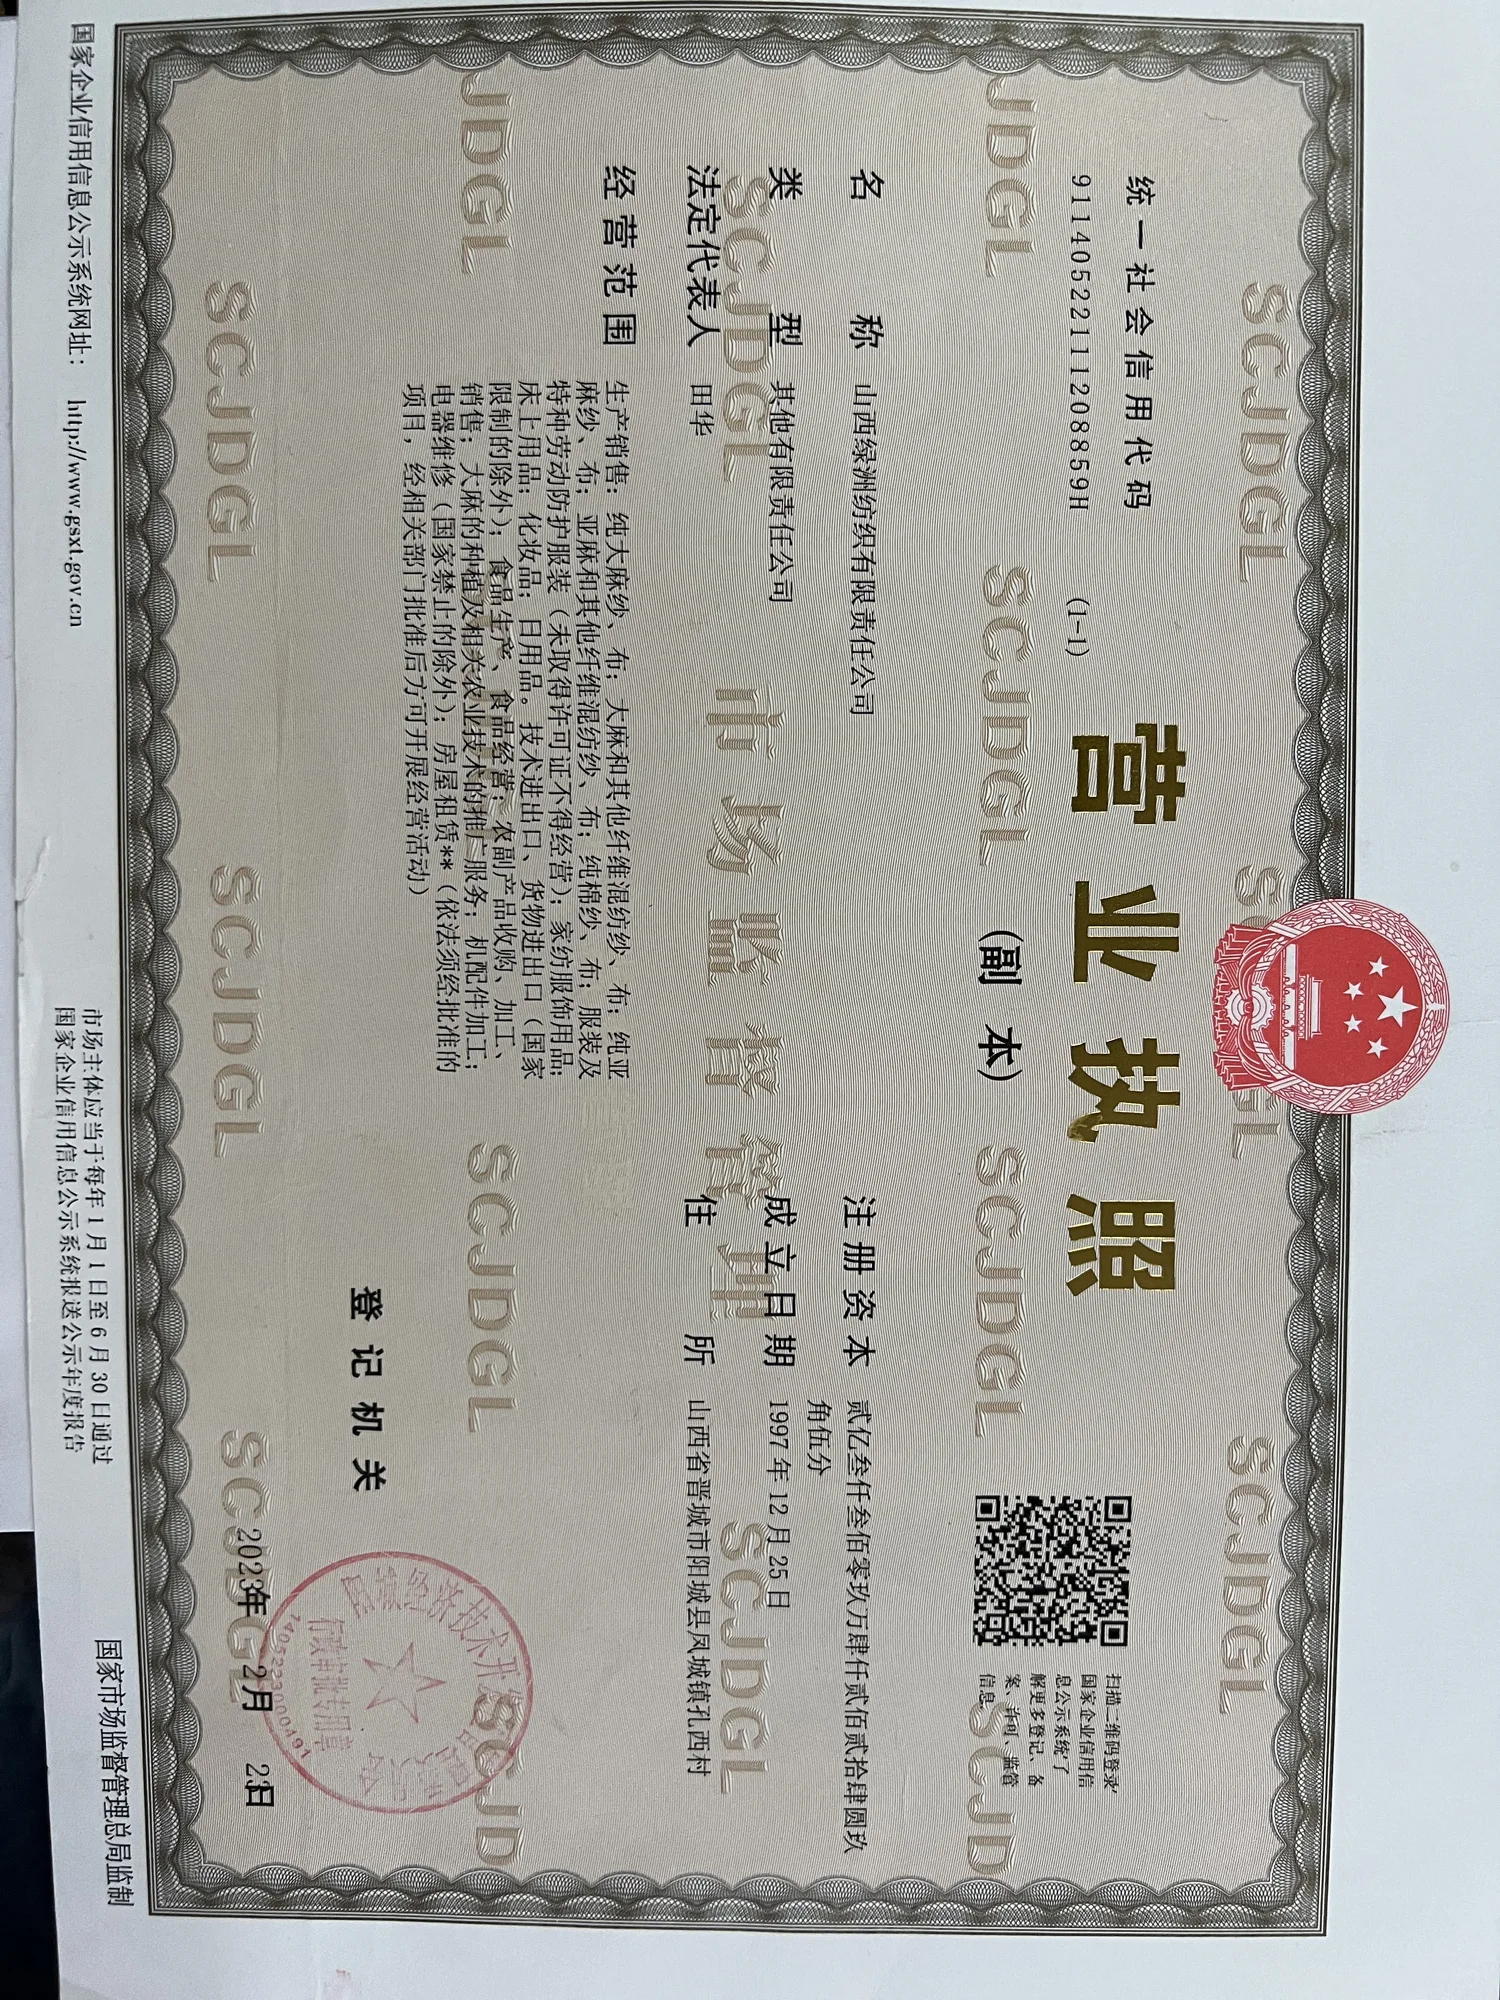 统一社会信用代码
91140522111208859H
(1-1)
营业执照
（副 本）
扫描二维码登录‘
国家企业信用信
息公示系统’了
解更多登记、备
案、许可、监管
信息。
名称 山西绿洲纺织有限责任公司
类型 其他有限责任公司
法定代表人 田华
经营范围 生产销售：纯大麻纱、布；大麻和其他纤维混纺纱、布；纯亚
麻纱、布；亚麻和其他纤维混纺纱、布；纯棉纱、布；服装及
特种劳动防护服装（未取得许可证不得经营）；家纺服饰用品；
床上用品；化妆品；日用品。技术进出口、货物进出口（国家
限制的除外）；食品生产、食品经营；农副产品收购、加工、
销售；大麻的种植及相关农业技术的推广服务；机配件加工；
电器维修（国家禁止的除外）；房屋租赁**（依法须经批准的
项目，经相关部门批准后方可开展经营活动）
注册资本 贰亿叁仟叁佰零玖万肆仟贰佰贰拾肆圆玖
角伍分
成立日期 1997年12月25日
住所 山西省晋城市阳城县凤城镇孔西村
登记机关
行政审批专用章
1405223000491
2023年 2月 23日
SCJDGL
市场监督管理
国家企业信用信息公示系统网址： http://www.gsxt.gov.cn
市场主体应当于每年1月1日至6月30日通过
国家企业信用信息公示系统报送公示年度报告
国家市场监督管理总局监制